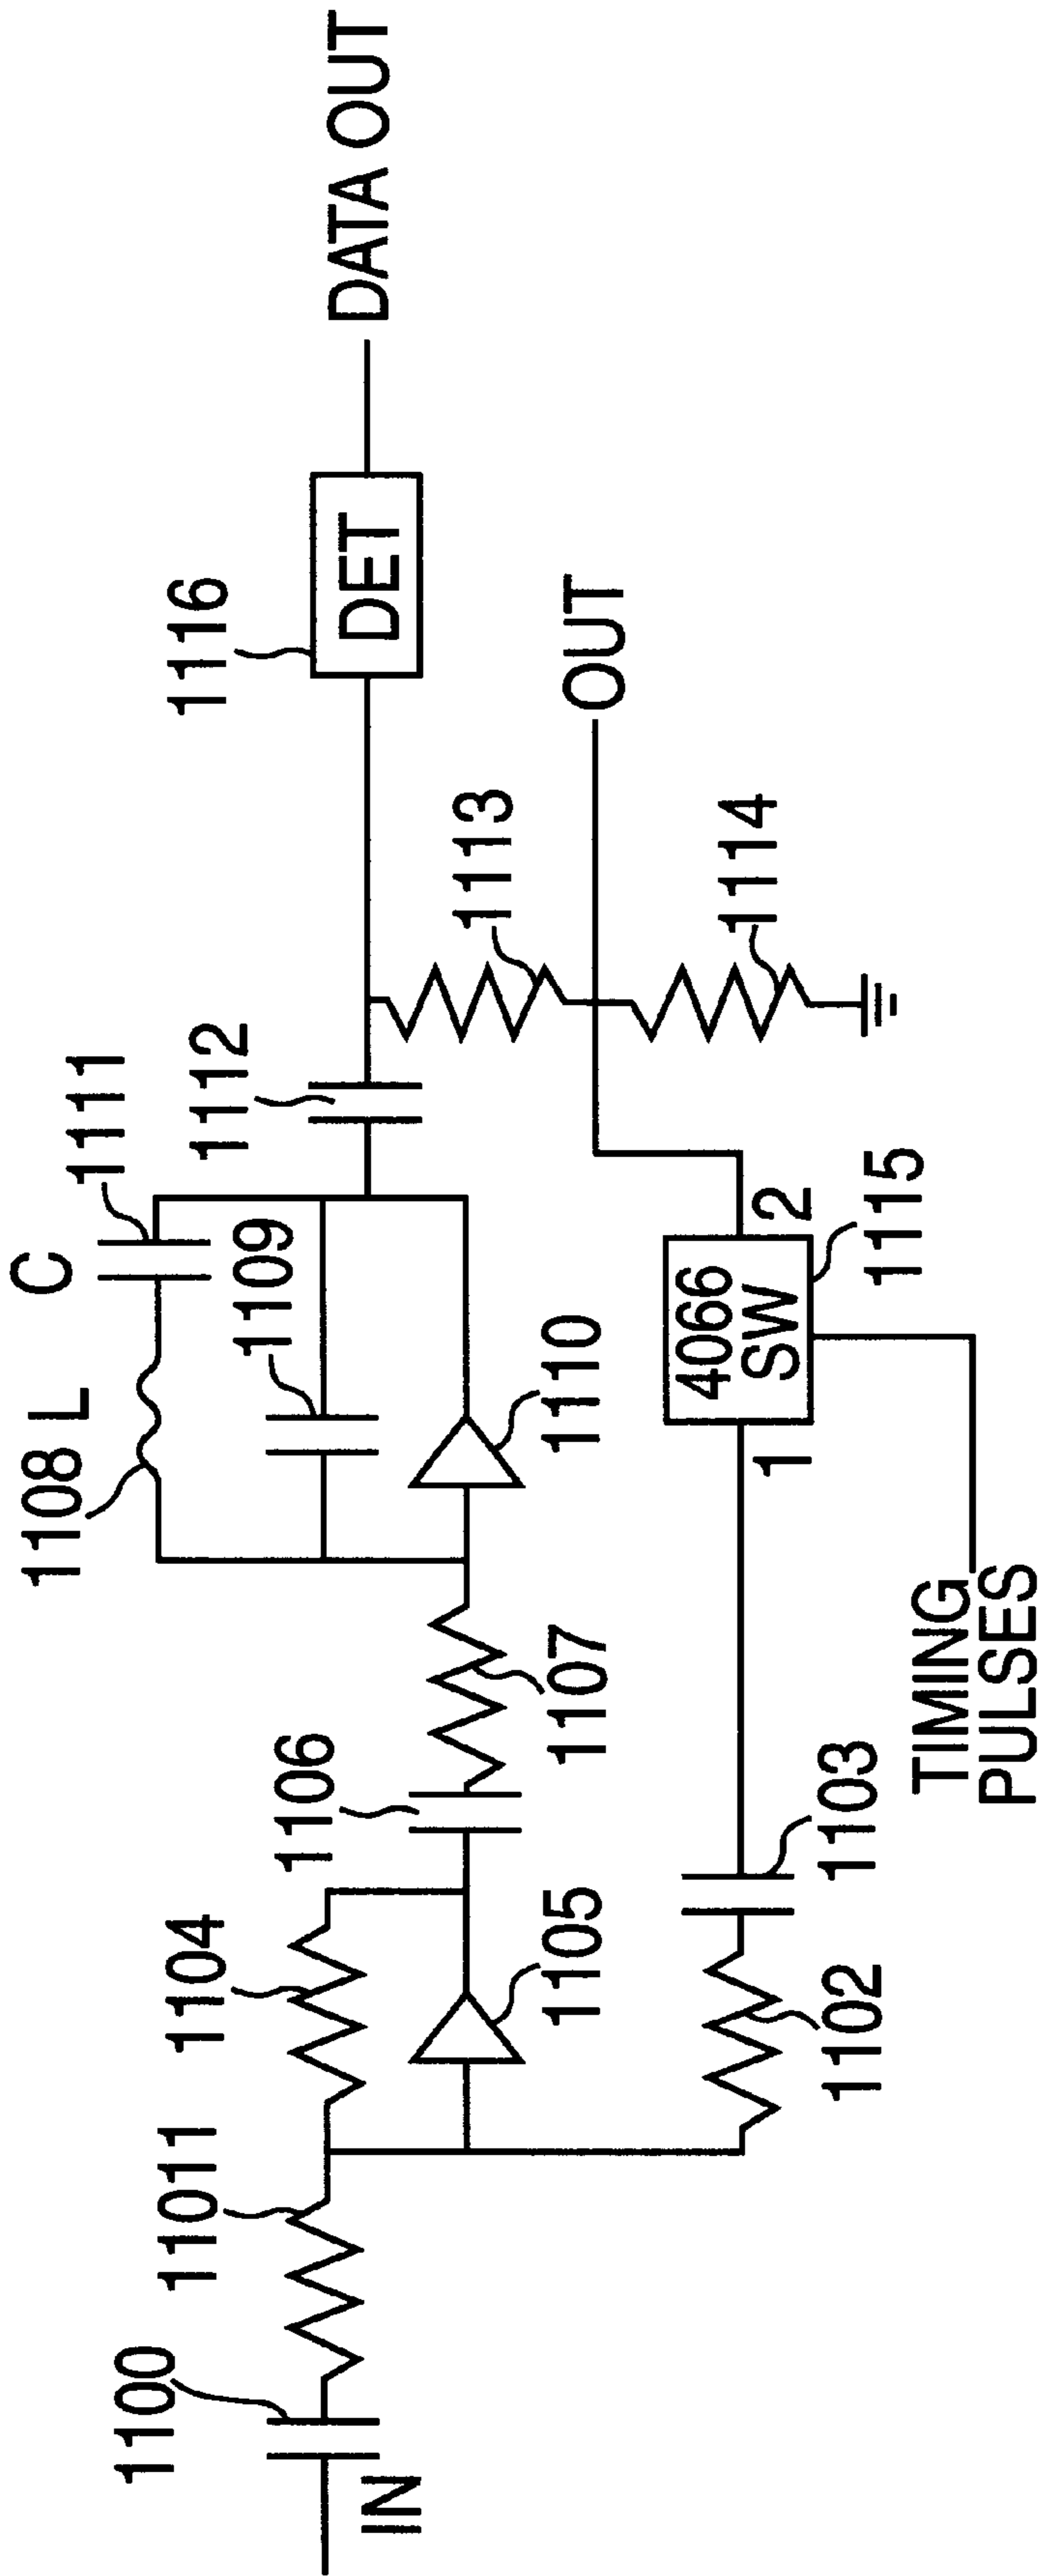 IN
1100
11011
1104
1105
1102
1103
1106
1107
1108
L
C
1111
1109
1110
1112
4066
SW
1
2
1115
TIMING
PULSES
1113
1114
OUT
1116
DET
DATA OUT